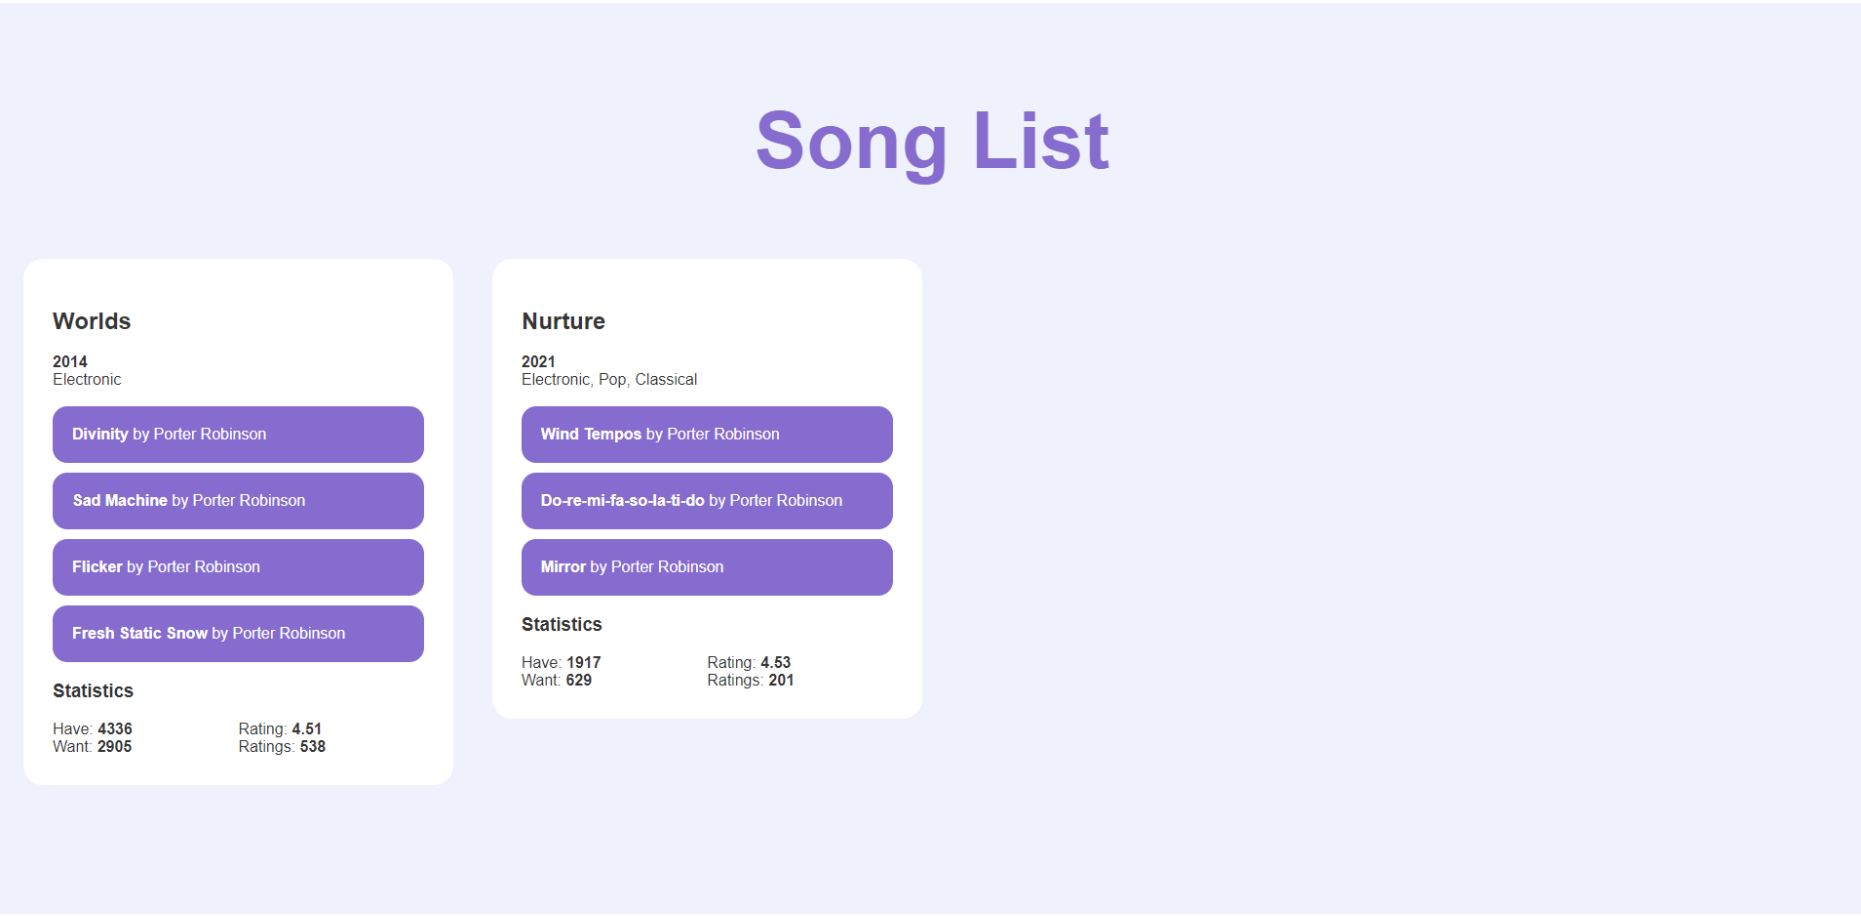 Song List
Worlds
2014
Electronic
Divinity by Porter Robinson
Sad Machine by Porter Robinson
Flicker by Porter Robinson
Fresh Static Snow by Porter Robinson
Statistics
Have: 4336
Want: 2905
Rating: 4.51
Ratings: 538
Nurture
2021
Electronic, Pop, Classical
Wind Tempos by Porter Robinson
Do-re-mi-fa-so-la-ti-do by Porter Robinson
Mirror by Porter Robinson
Statistics
Have: 1917
Want: 629
Rating: 4.53
Ratings: 201